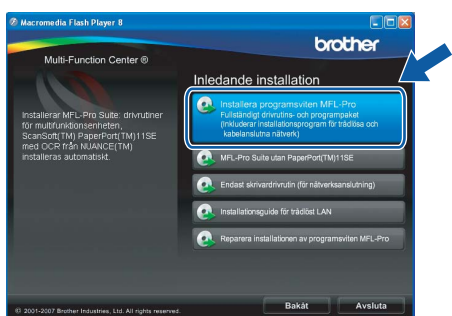 Macromedia Flash Player 8
brother
Multi-Function Center ®
Installerar MFL-Pro Suite: drivrutiner
för multifunktionsenheten,
ScanSoft(TM) PaperPort(TM)11SE
med OCR från NUANCE(TM)
installeras automatiskt.
Inledande installation
Installera programsviten MFL-Pro
Fullständigt drivrutins- och programpaket
(Inkluderar installationsprogram för trådlösa och
kabelanslutna nätverk)
MFL-Pro Suite utan PaperPort(TM)11SE
Endast skrivardrivrutin (för nätverksanslutning)
Installationsguide för trådlöst LAN
Reparera installationen av programsviten MFL-Pro
© 2001-2007 Brother Industries, Ltd. All rights reserved.
Bakåt
Avsluta